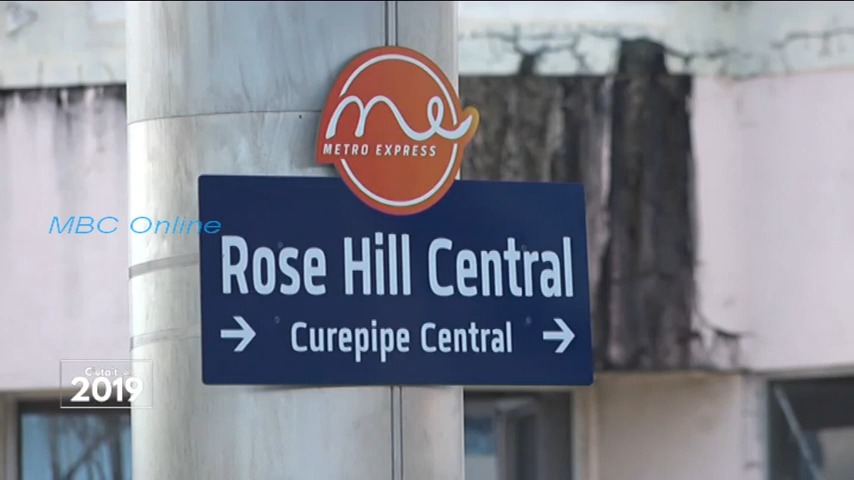 me
METRO EXPRESS
MBC Online
Rose Hill Central
→ Curepipe Central →
2019